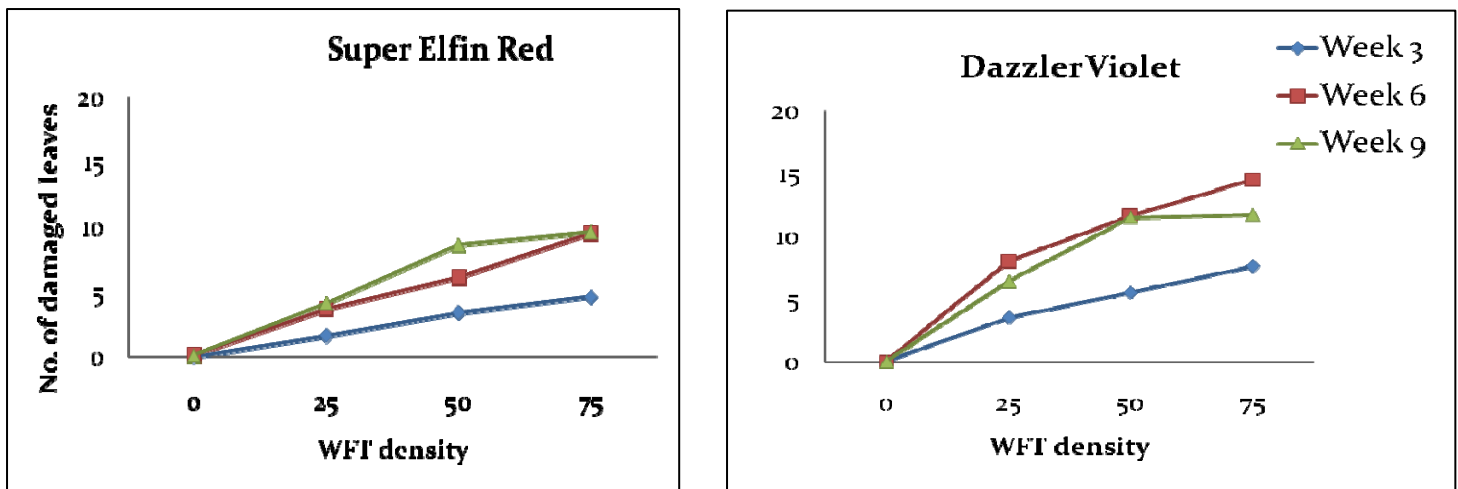 Super Elfin Red
No. of damaged leaves
20
15
10
5
0
0 25 50 75
WFT density
Dazzler Violet
Week 3
Week 6
Week 9
20
15
10
5
0
0 25 50 75
WFT density